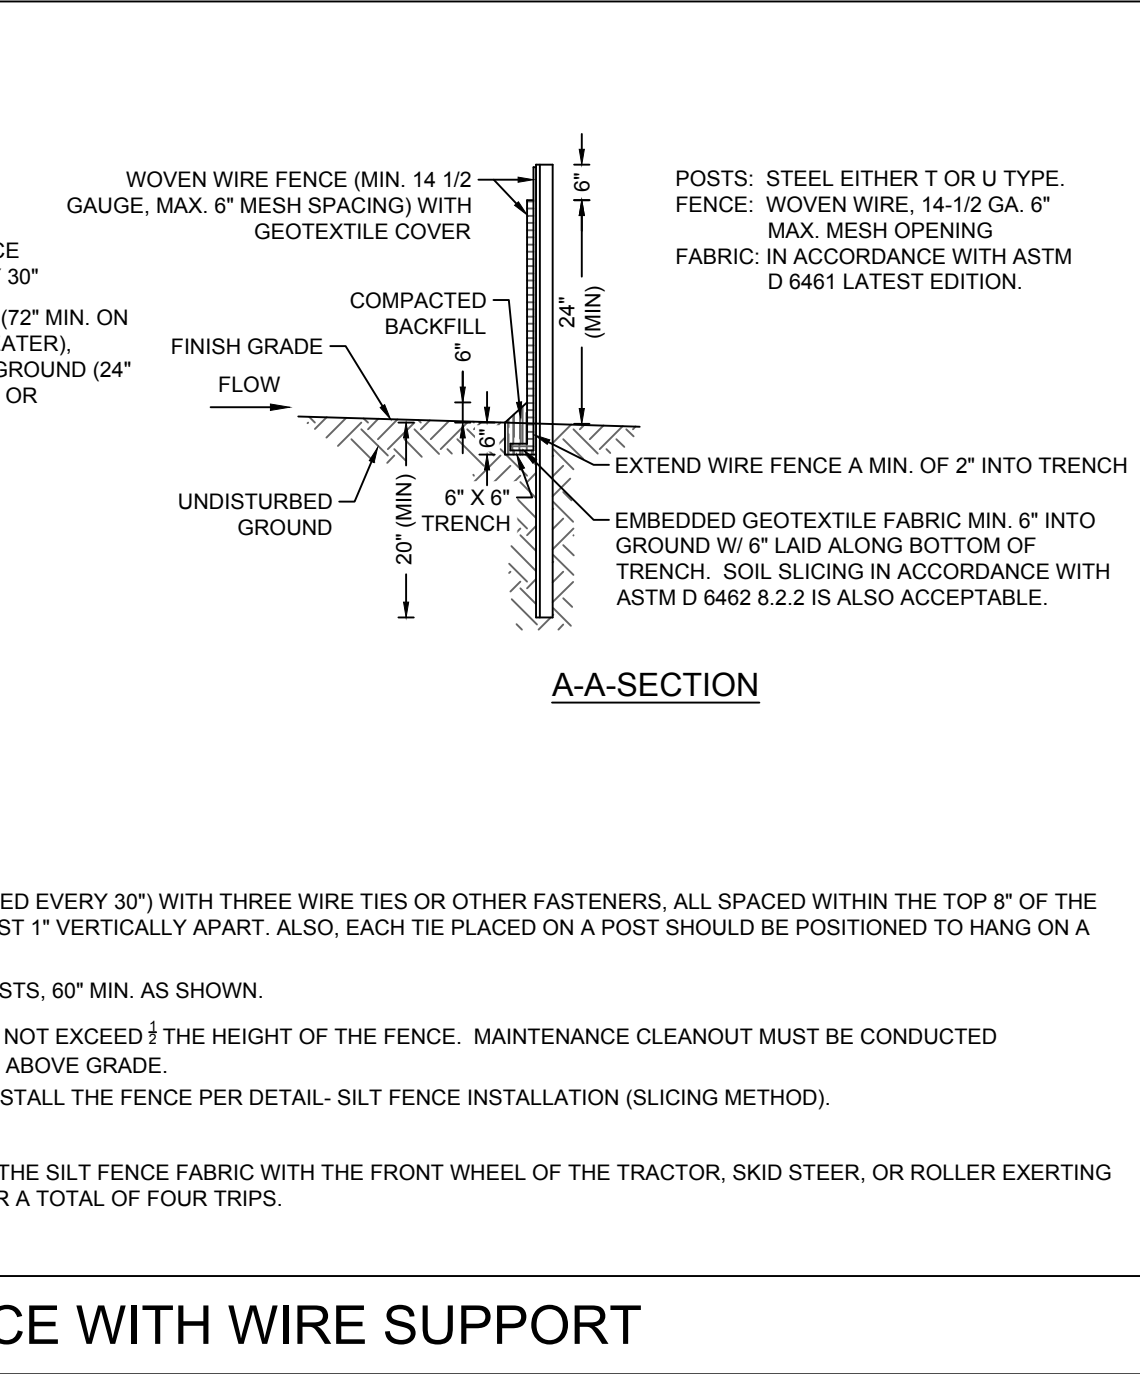 WOVEN WIRE FENCE (MIN. 14 1/2
GAUGE, MAX. 6" MESH SPACING) WITH
GEOTEXTILE COVER
6"
POSTS: STEEL EITHER T OR U TYPE.
FENCE: WOVEN WIRE, 14-1/2 GA. 6"
MAX. MESH OPENING
FABRIC: IN ACCORDANCE WITH ASTM
D 6461 LATEST EDITION.
CE
30"
(72" MIN. ON
ATER),
GROUND (24"
OR
COMPACTED
BACKFILL
24"
(MIN)
6"
FINISH GRADE
FLOW
6"
UNDISTURBED
GROUND
20" (MIN)
6" X 6"
TRENCH
EXTEND WIRE FENCE A MIN. OF 2" INTO TRENCH
EMBEDDED GEOTEXTILE FABRIC MIN. 6" INTO
GROUND W/ 6" LAID ALONG BOTTOM OF
TRENCH. SOIL SLICING IN ACCORDANCE WITH
ASTM D 6462 8.2.2 IS ALSO ACCEPTABLE.
A-A-SECTION
ED EVERY 30") WITH THREE WIRE TIES OR OTHER FASTENERS, ALL SPACED WITHIN THE TOP 8" OF THE
ST 1" VERTICALLY APART. ALSO, EACH TIE PLACED ON A POST SHOULD BE POSITIONED TO HANG ON A
STS, 60" MIN. AS SHOWN.
NOT EXCEED 1/2 THE HEIGHT OF THE FENCE. MAINTENANCE CLEANOUT MUST BE CONDUCTED
ABOVE GRADE.
STALL THE FENCE PER DETAIL- SILT FENCE INSTALLATION (SLICING METHOD).
THE SILT FENCE FABRIC WITH THE FRONT WHEEL OF THE TRACTOR, SKID STEER, OR ROLLER EXERTING
R A TOTAL OF FOUR TRIPS.
CE WITH WIRE SUPPORT